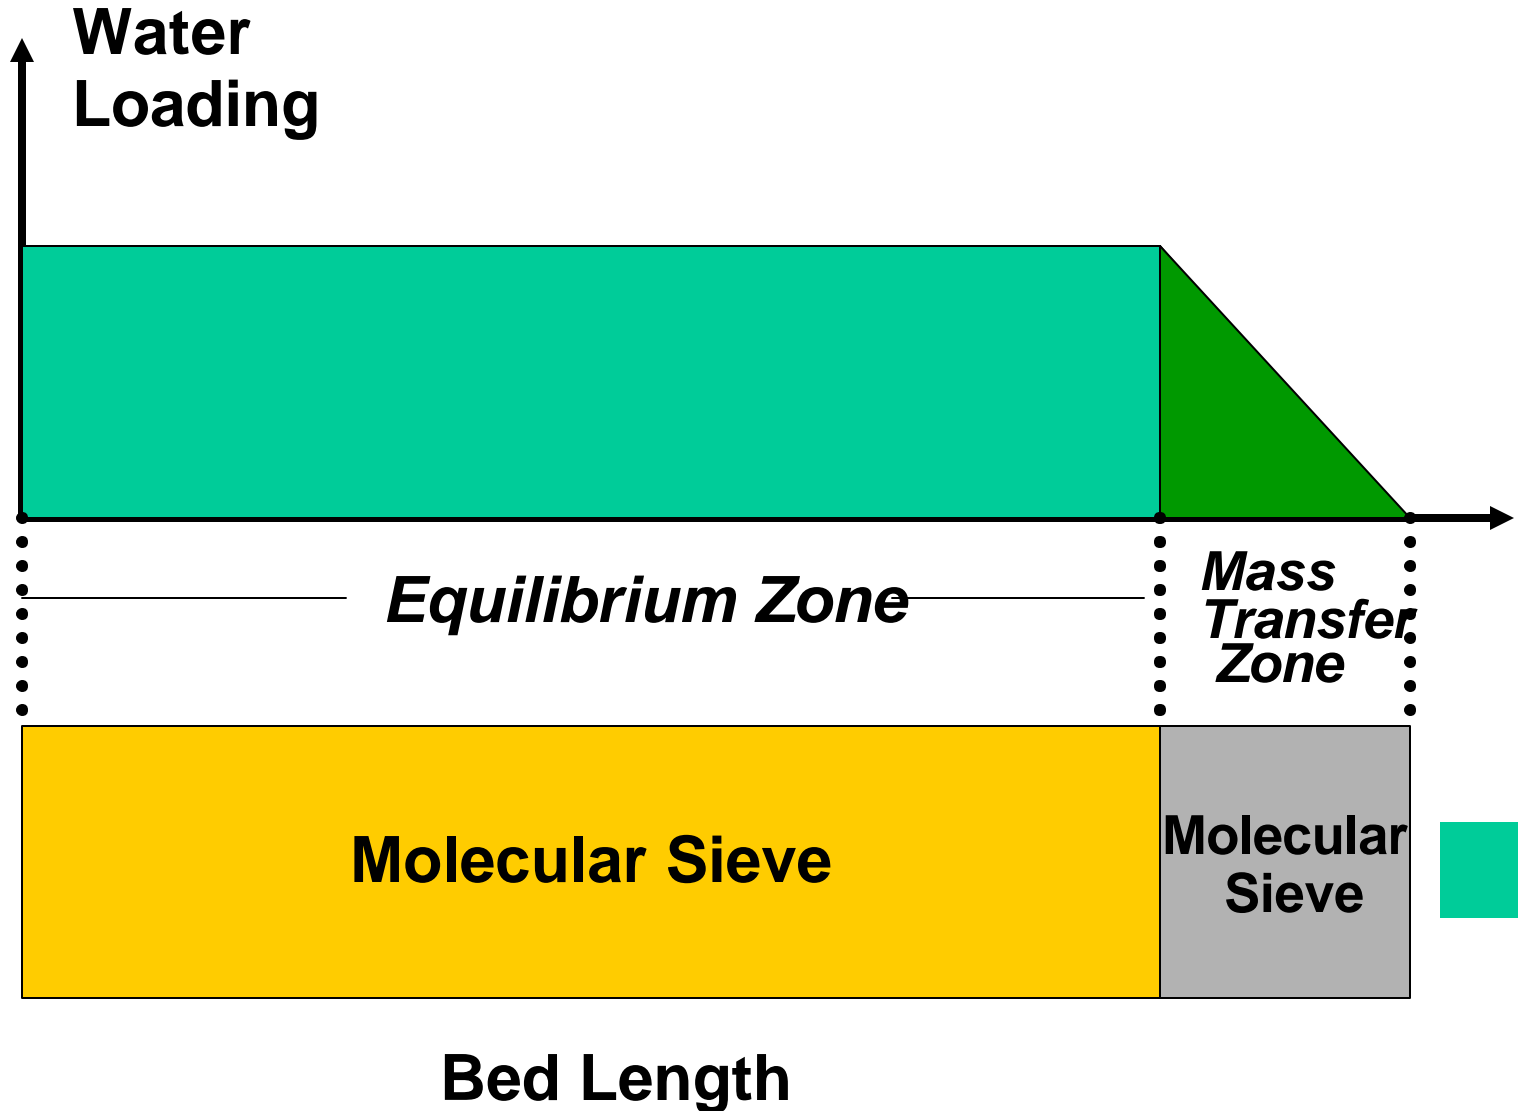 Water
Loading
Equilibrium Zone
Mass
Transfer
Zone
Molecular Sieve
Molecular
Sieve
Bed Length